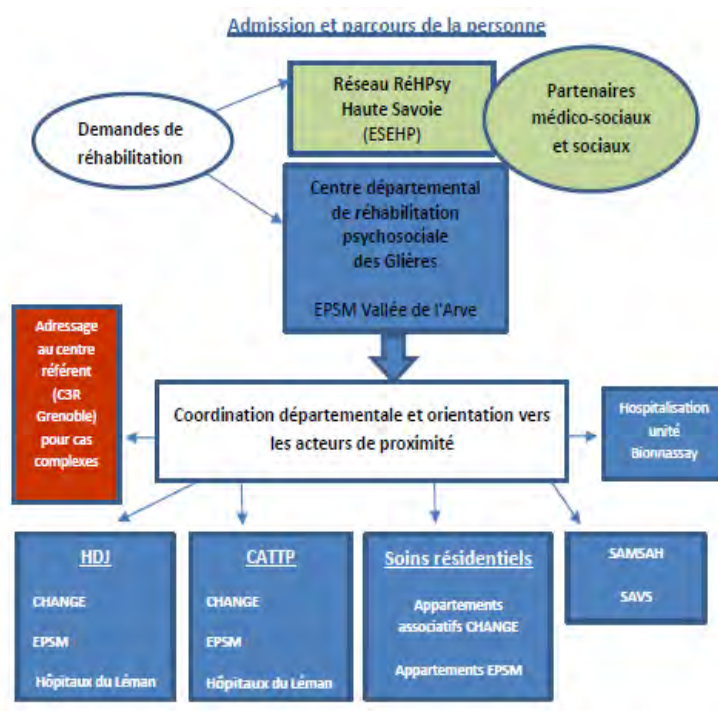 Admission et parcours de la personne
Réseau RéHPsy
Haute Savoie
(ESEHP)
Partenaires
médico-sociaux
et sociaux
Demandes de
réhabilitation
Centre départemental
de réhabilitation
psychosociale
des Glières
EPSM Vallée de l'Arve
Adressage
au centre
référent
(C3R
Grenoble)
pour cas
complexes
Coordination départementale et orientation vers
les acteurs de proximité
Hospitalisation
unité
Bionnassay
HDJ
CHANGE
EPSM
Hôpitaux du Léman
CATTP
CHANGE
EPSM
Hôpitaux du Léman
Soins résidentiels
Appartements
associatifs CHANGE
Appartements EPSM
SAMSAH
SAVS